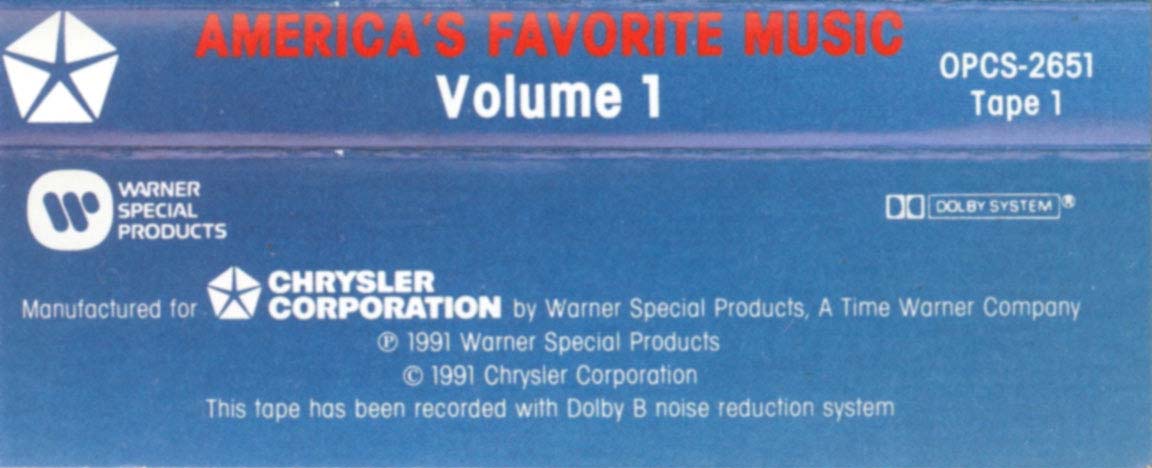 AMERICA'S FAVORITE MUSIC
Volume 1
OPCS-2651
Tape 1
WARNER
SPECIAL
PRODUCTS
DOLBY SYSTEM®
Manufactured for CHRYSLER CORPORATION by Warner Special Products, A Time Warner Company
℗ 1991 Warner Special Products
© 1991 Chrysler Corporation
This tape has been recorded with Dolby B noise reduction system